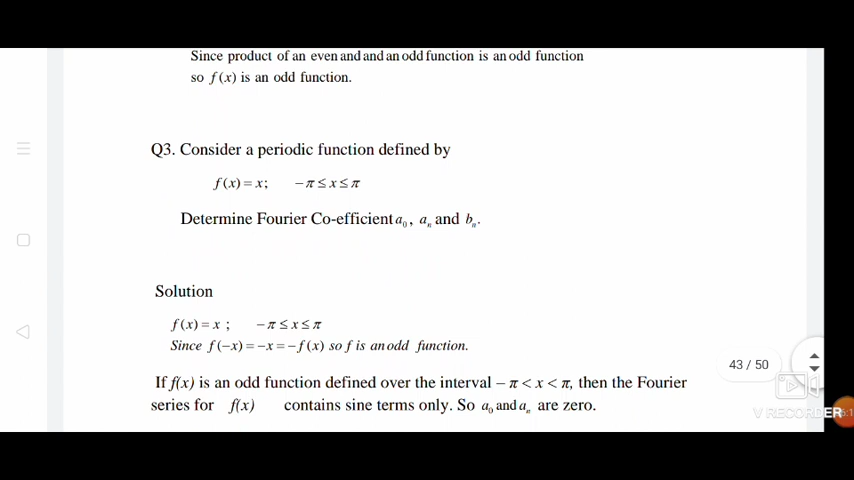 Since product of an even and and an odd function is an odd function
so f (x) is an odd function.
Q3. Consider a periodic function defined by
f (x) = x; − π ≤ x ≤ π
Determine Fourier Co-efficient a₀, aₙ and bₙ.
Solution
f (x) = x ; − π ≤ x ≤ π
Since f (−x) = −x = −f (x) so f is an odd function.
If f(x) is an odd function defined over the interval − π < x < π, then the Fourier
series for f(x) contains sine terms only. So a₀ and aₙ are zero.
43 / 50
V RECORDER